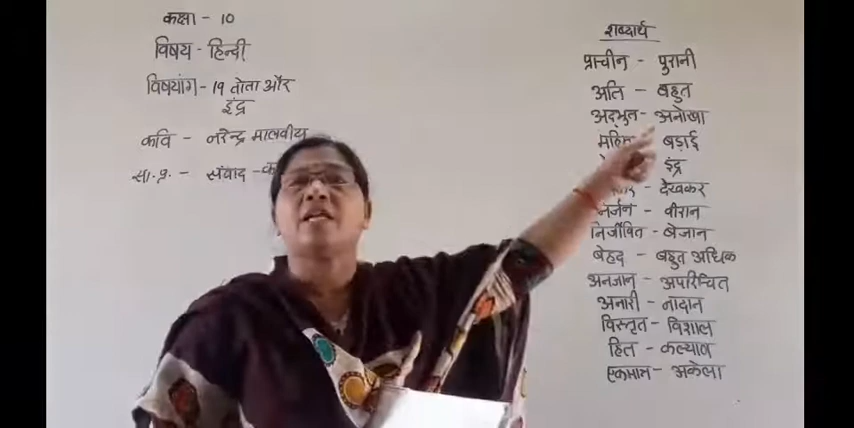 कक्षा - 10
विषय - हिन्दी
विषयांग - 19 तोता और
इंद्र
कवि - नरेन्द्र मालवीय
सा.प्र. - संवाद -
शब्दार्थ
प्राचीन - पुरानी
अति - बहुत
अद्भुत - अनोखा
बड़ाई
इंद्र
- देखकर
निर्जन - वीरान
निर्जीवित - बेजान
बेहद - बहुत अधिक
अनजान - अपरिचित
अनारी - नादान
विस्तृत - विशाल
हित - कल्याण
एकमात्र - अकेला